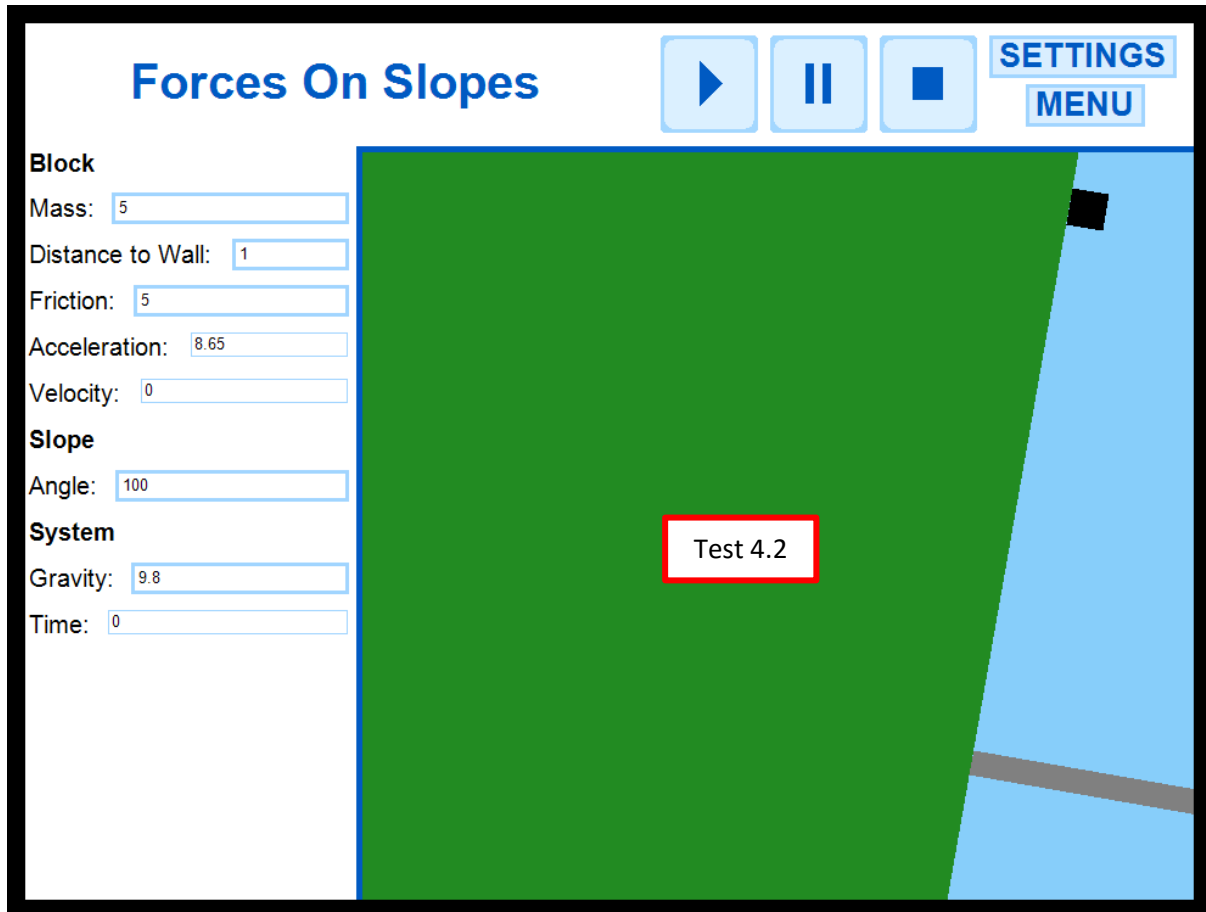 Forces On Slopes
SETTINGS
MENU
Block
Mass: 5
Distance to Wall: 1
Friction: 5
Acceleration: 8.65
Velocity: 0
Slope
Angle: 100
System
Gravity: 9.8
Time: 0
Test 4.2